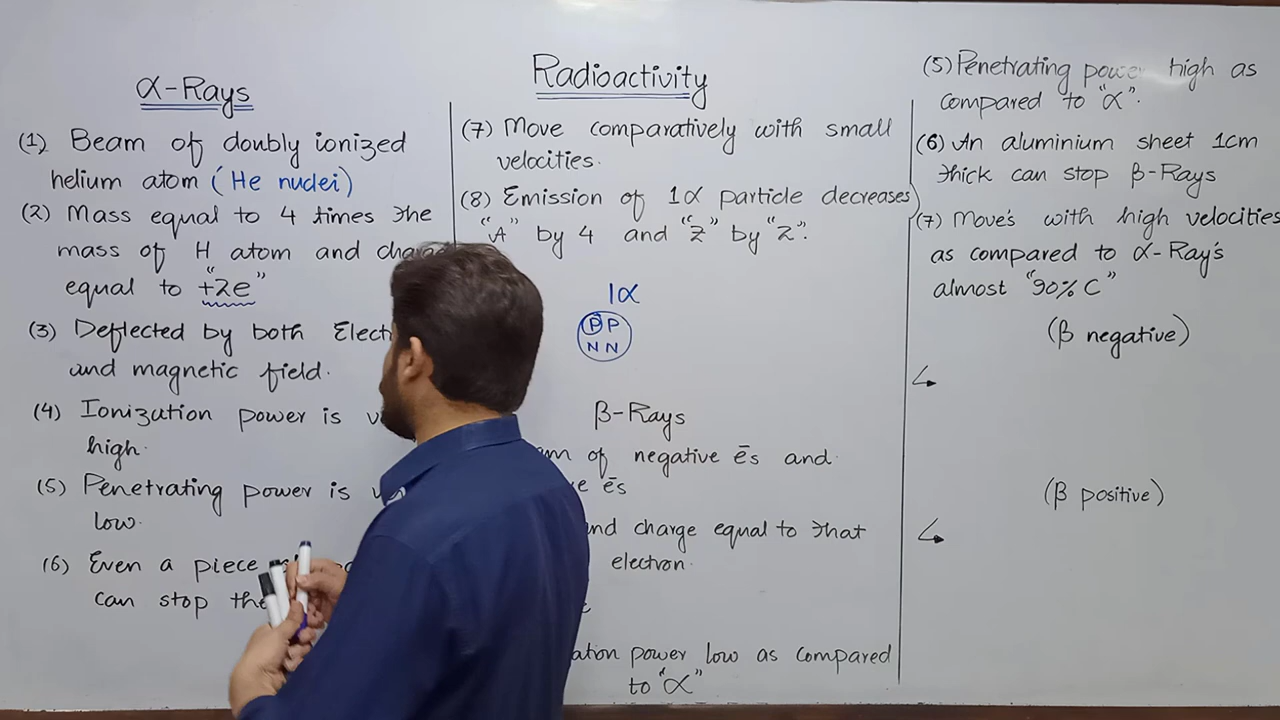 Radioactivity
α-Rays
(1) Beam of doubly ionized
helium atom (He nuclei)
(2) Mass equal to 4 times the
mass of H atom and
equal to "+2e"
(3) Deflected by both
and magnetic field.
(4) Ionization power is
high.
(5) Penetrating power is
low.
(6) Even a piece
can stop
(7) Move comparatively with small
velocities.
(8) Emission of 1α particle decreases
"A" by 4 and "Z" by "2".
1α
P P
N N
β-Rays
of negative ēs and
ēs
charge equal to that
electron.
power low as compared
to "α"
(5) Penetrating power high as
compared to "α".
(6) An aluminium sheet 1cm
thick can stop β-Rays
(7) Move's with high velocities
as compared to α-Ray's
almost "90% C"
(β negative)
(β positive)